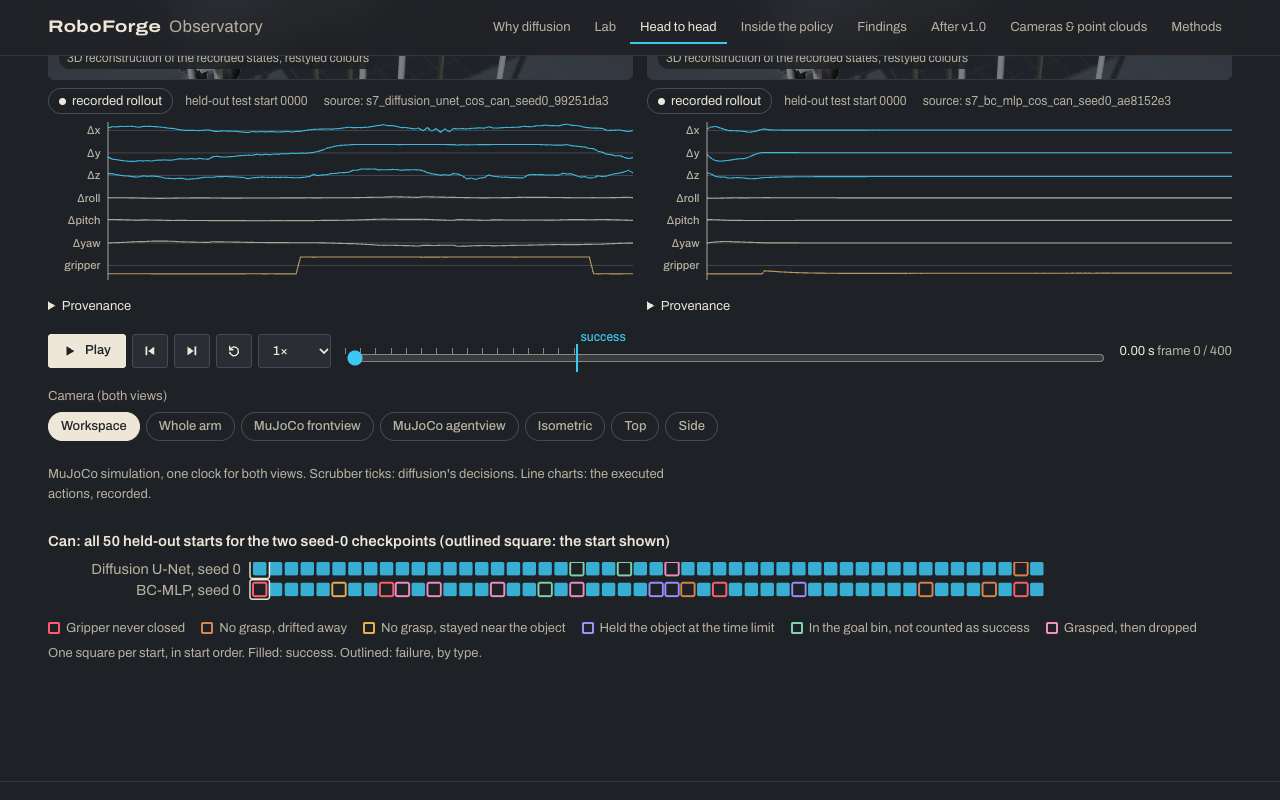 RoboForge Observatory
Why diffusion Lab Head to head Inside the policy Findings After v1.0 Cameras & point clouds Methods
3D reconstruction of the recorded states, restyled colours
3D reconstruction of the recorded states, restyled colours
recorded rollout held-out test start 0000 source: s7_diffusion_unet_cos_can_seed0_99251da3
recorded rollout held-out test start 0000 source: s7_bc_mlp_cos_can_seed0_ae8152e3
Δx
Δy
Δz
Δroll
Δpitch
Δyaw
gripper
Δx
Δy
Δz
Δroll
Δpitch
Δyaw
gripper
Provenance
Provenance
success
Play 1× 0.00 s frame 0 / 400
Camera (both views)
Workspace Whole arm MuJoCo frontview MuJoCo agentview Isometric Top Side
MuJoCo simulation, one clock for both views. Scrubber ticks: diffusion's decisions. Line charts: the executed
actions, recorded.
Can: all 50 held-out starts for the two seed-0 checkpoints (outlined square: the start shown)
Diffusion U-Net, seed 0
BC-MLP, seed 0
Gripper never closed No grasp, drifted away No grasp, stayed near the object Held the object at the time limit In the goal bin, not counted as success Grasped, then dropped
One square per start, in start order. Filled: success. Outlined: failure, by type.